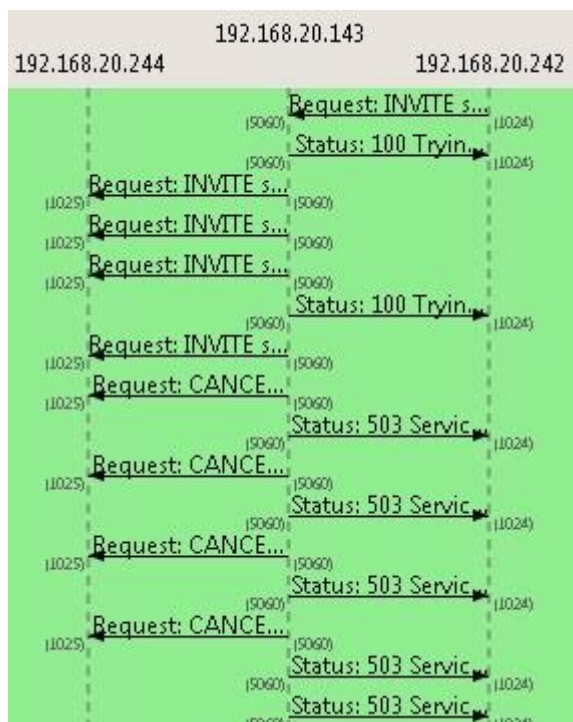 192.168.20.143
192.168.20.244 192.168.20.242
Request: INVITE s...
(5060) (1024)
Status: 100 Tryin...
(5060) (1024)
Request: INVITE s...
(1025) (5060)
Request: INVITE s...
(1025) (5060)
Request: INVITE s...
(1025) (5060)
Status: 100 Tryin...
(5060) (1024)
Request: INVITE s...
(1025) (5060)
Request: CANCE...
(1025) (5060)
Status: 503 Servic...
(5060) (1024)
Request: CANCE...
(1025) (5060)
Status: 503 Servic...
(5060) (1024)
Request: CANCE...
(1025) (5060)
Status: 503 Servic...
(5060) (1024)
Request: CANCE...
(1025) (5060)
Status: 503 Servic...
(5060) (1024)
Status: 503 Servic...